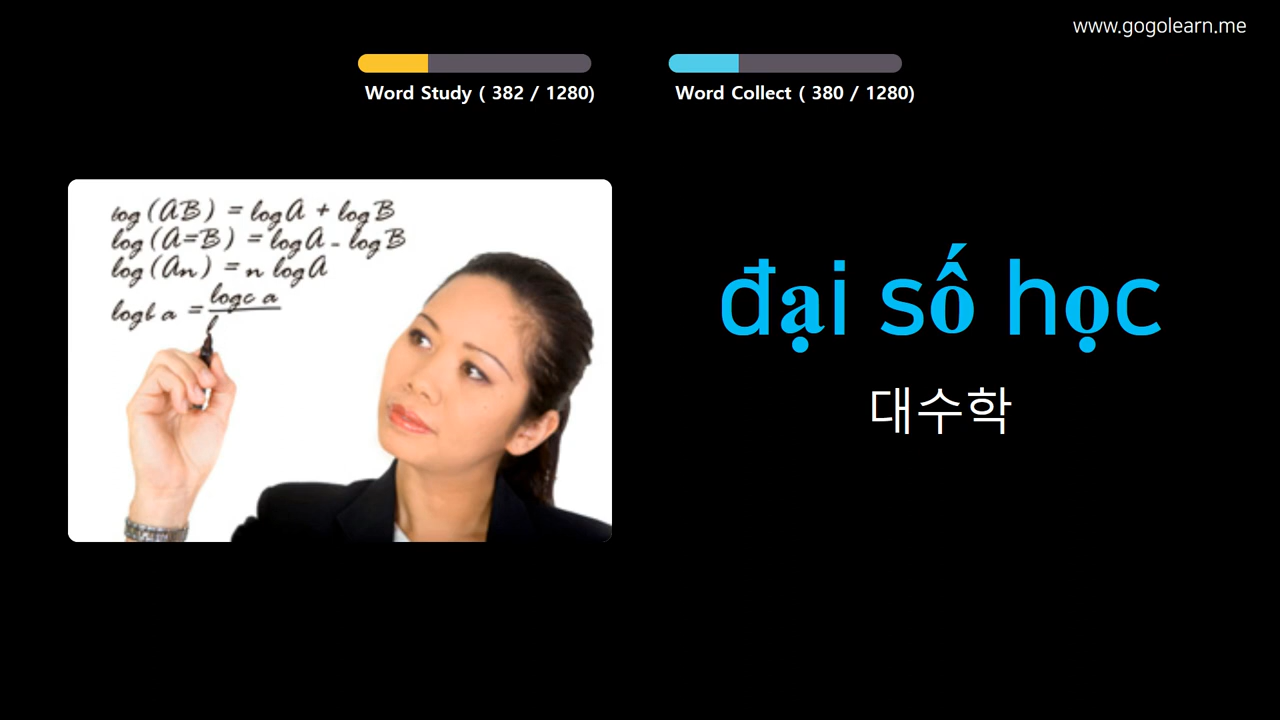 www.gogolearn.me
Word Study ( 382 / 1280)
Word Collect ( 380 / 1280)
log (AB) = log A + log B
log (A=B) = log A - log B
log (An) = n log A
logb a = logc a
đại số học
대수학